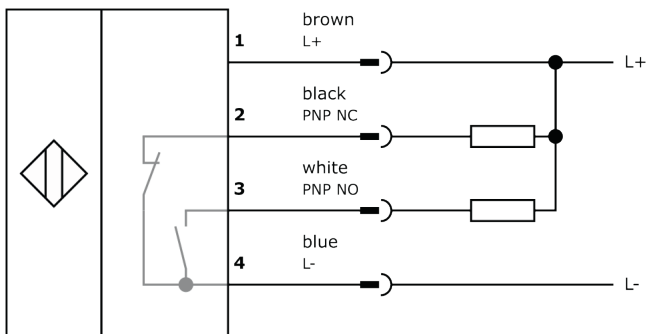 brown
1 L+ L+
black
2 PNP NC
white
3 PNP NO
blue
4 L- L-